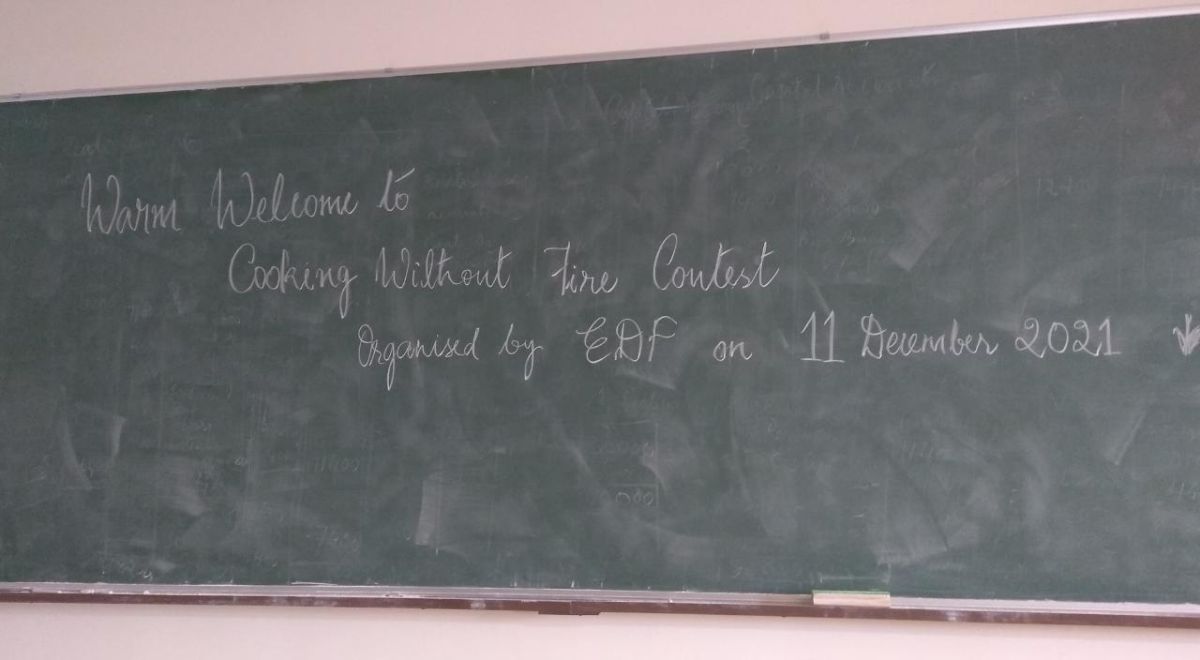 Warm Welcome to
Cooking Without Fire Contest
Organised by EDF on 11 December 2021